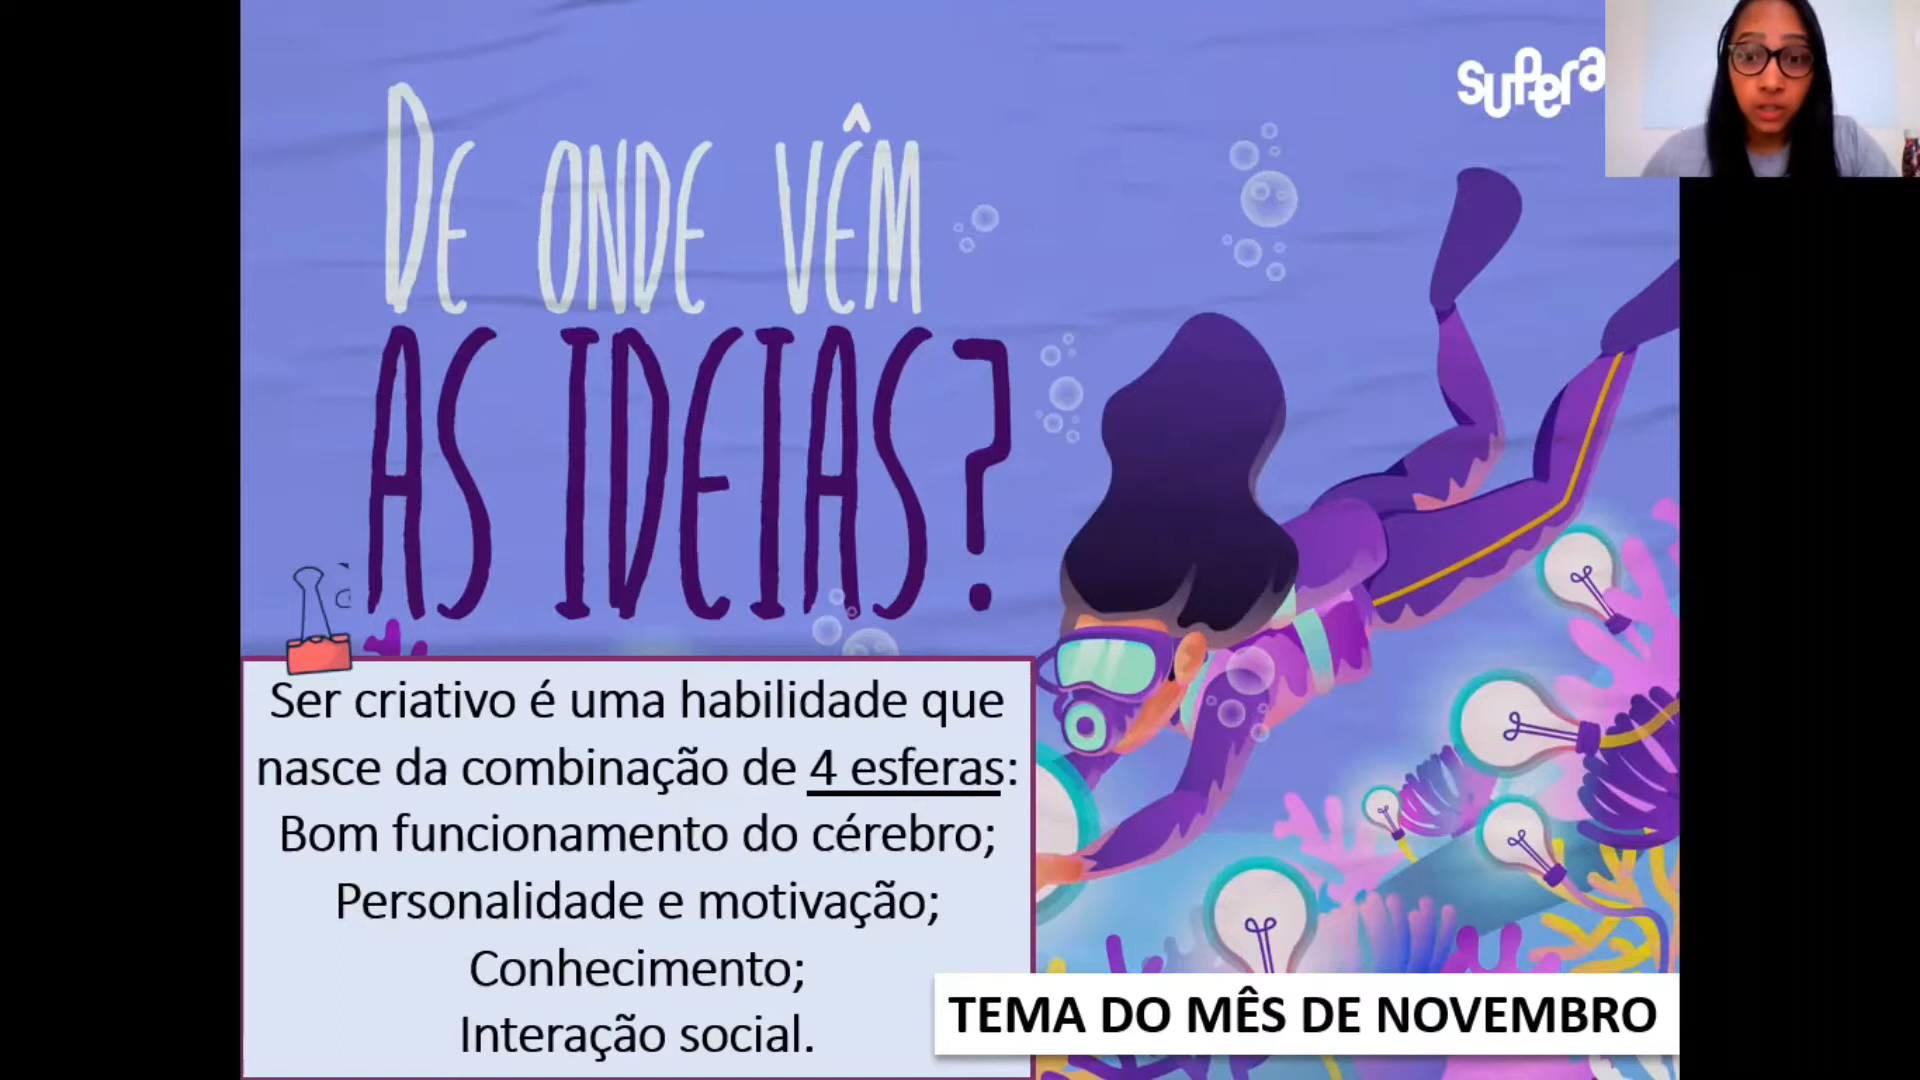 supera
DE ONDE VÊM
AS IDEIAS?
Ser criativo é uma habilidade que
nasce da combinação de 4 esferas:
Bom funcionamento do cérebro;
Personalidade e motivação;
Conhecimento;
Interação social.
TEMA DO MÊS DE NOVEMBRO